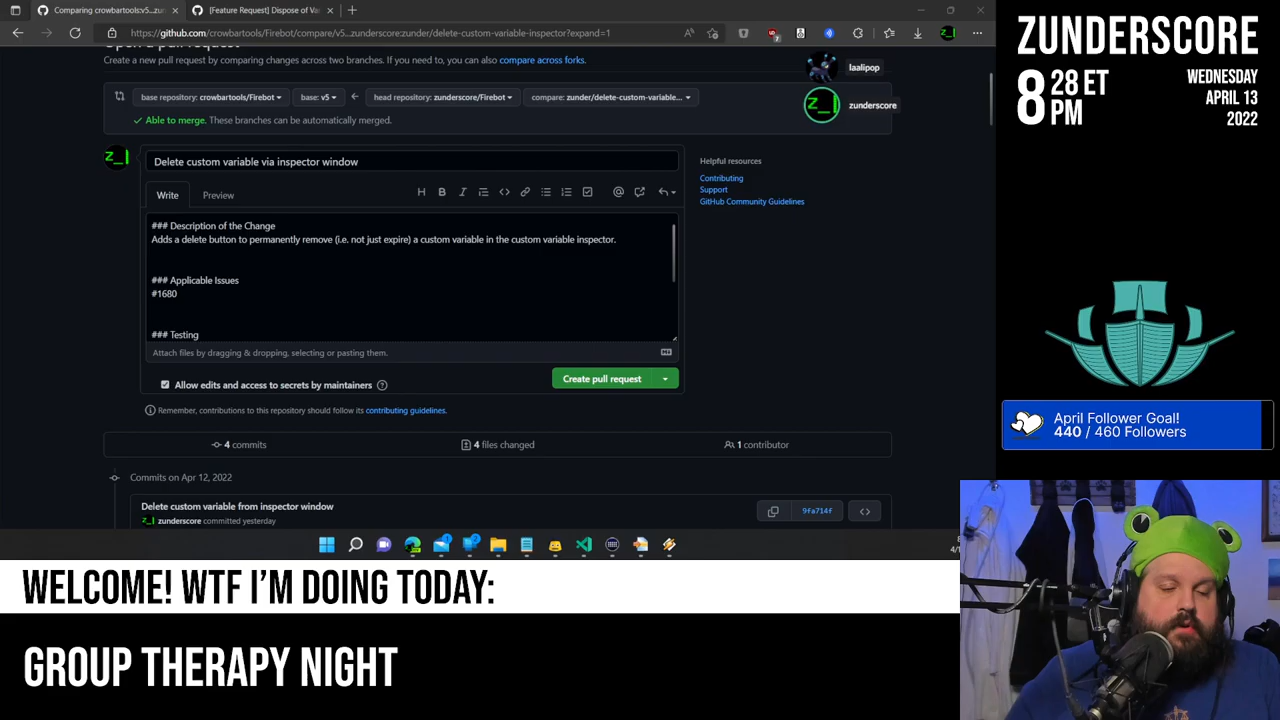 Comparing crowbartools:v5...zun
[Feature Request] Dispose of Va
https://github.com/crowbartools/Firebot/compare/v5...zunderscore:zunder/delete-custom-variable-inspector?expand=1
7
Create a new pull request by comparing changes across two branches. If you need to, you can also compare across forks.
base repository: crowbartools/Firebot
base: v5
head repository: zunderscore/Firebot
compare: zunder/delete-custom-variable...
Able to merge. These branches can be automatically merged.
laalipop
zunderscore
Delete custom variable via inspector window
Write
Preview
### Description of the Change
Adds a delete button to permanently remove (i.e. not just expire) a custom variable in the custom variable inspector.
### Applicable Issues
#1680
### Testing
Attach files by dragging & dropping, selecting or pasting them.
Allow edits and access to secrets by maintainers
Create pull request
Remember, contributions to this repository should follow its contributing guidelines.
Helpful resources
Contributing
Support
GitHub Community Guidelines
4 commits
4 files changed
1 contributor
Commits on Apr 12, 2022
Delete custom variable from inspector window
zunderscore committed yesterday
9fa714f
ZUNDERSCORE
8 28 ET PM
WEDNESDAY
APRIL 13
2022
April Follower Goal!
440 / 460 Followers
WELCOME! WTF I'M DOING TODAY:
GROUP THERAPY NIGHT